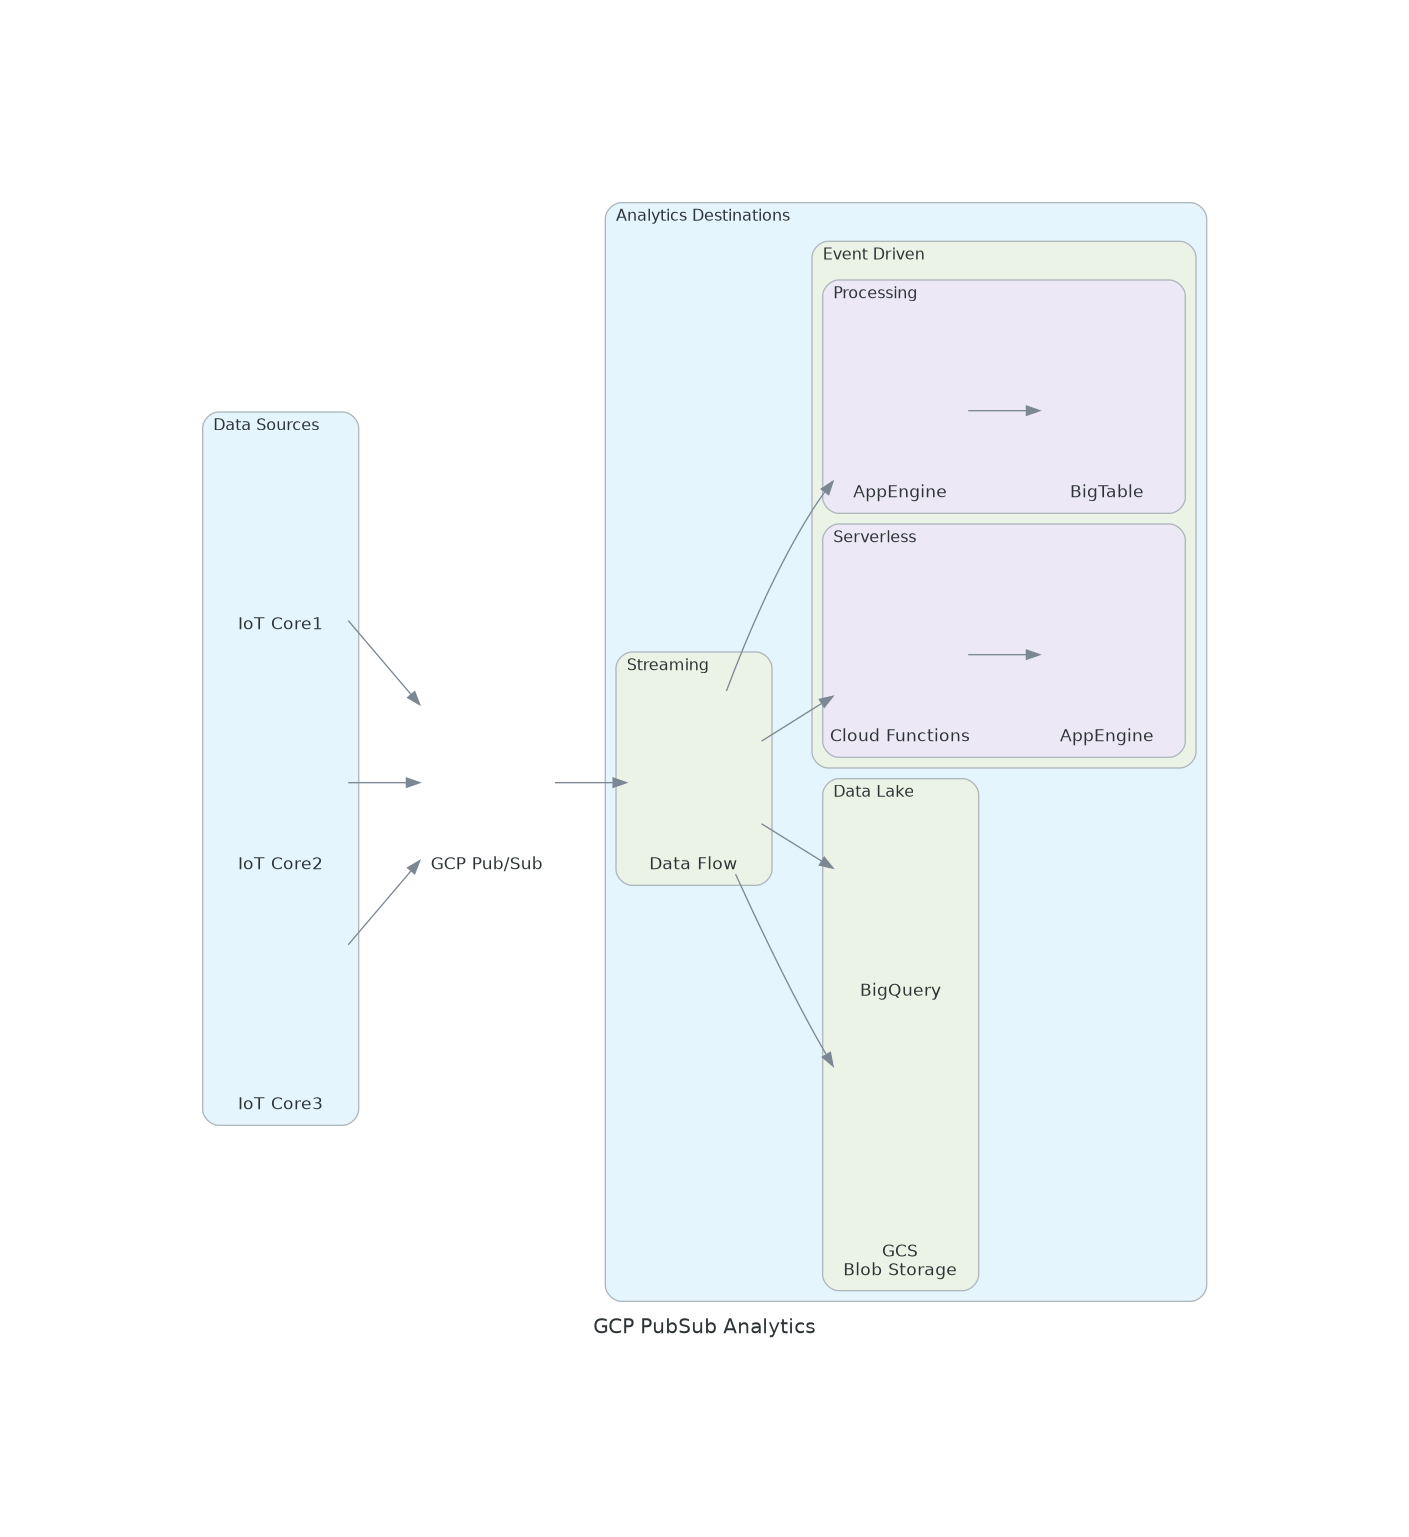 Analytics Destinations
Event Driven
Processing
AppEngine
BigTable
Serverless
Cloud Functions
AppEngine
Data Sources
IoT Core1
IoT Core2
IoT Core3
GCP Pub/Sub
Streaming
Data Flow
Data Lake
BigQuery
GCS
Blob Storage
GCP PubSub Analytics